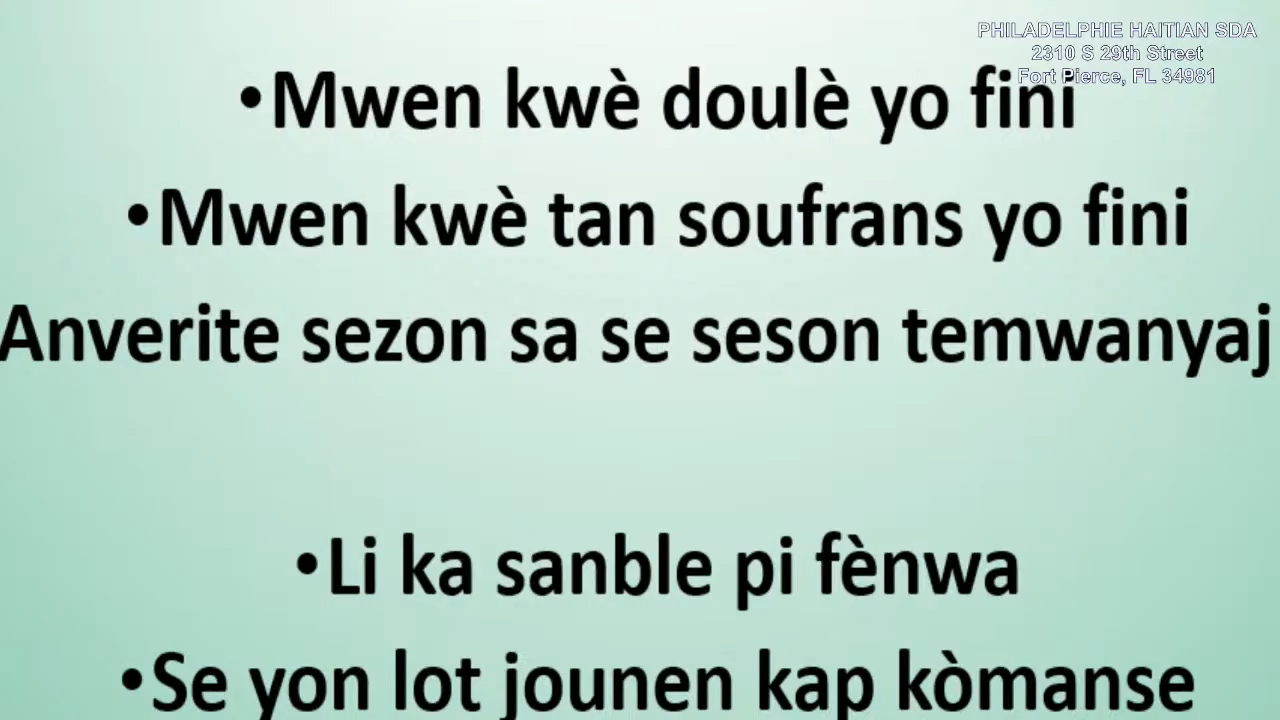 PHILADELPHIE HAITIAN SDA
2310 S 29th Street
Fort Pierce, FL 34981
•Mwen kwè doulè yo fini
•Mwen kwè tan soufrans yo fini
Anverite sezon sa se seson temwanyaj
•Li ka sanble pi fènwa
•Se yon lot jounen kap kòmanse